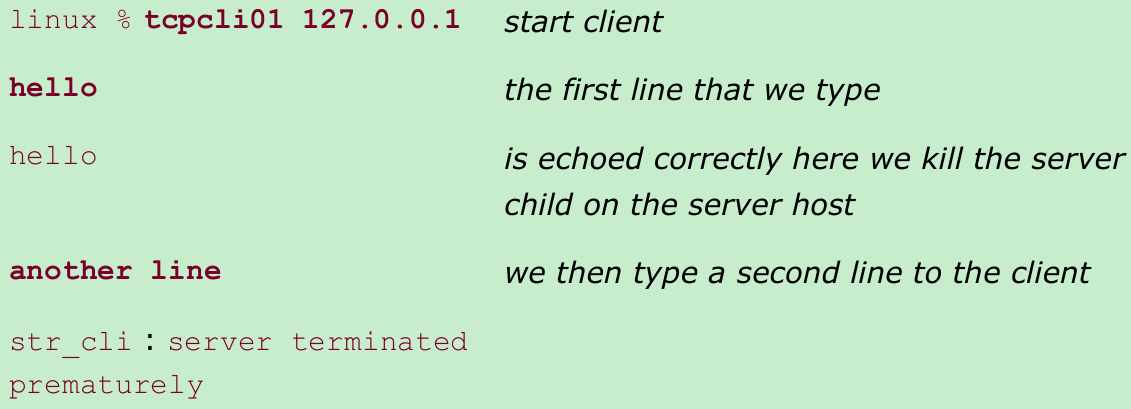 linux % tcpcli01 127.0.0.1 start client
hello the first line that we type
hello is echoed correctly here we kill the server
child on the server host
another line we then type a second line to the client
str_cli : server terminated
prematurely